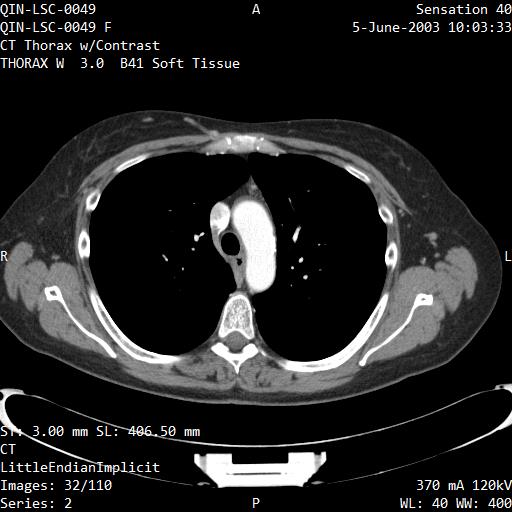 QIN-LSC-0049 A Sensation 40
QIN-LSC-0049 F 5-June-2003 10:03:33
CT Thorax w/Contrast
THORAX W 3.0 B41 Soft Tissue
R L
ST: 3.00 mm SL: 406.50 mm
CT
LittleEndianImplicit
Images: 32/110 370 mA 120kV
Series: 2 P WL: 40 WW: 400